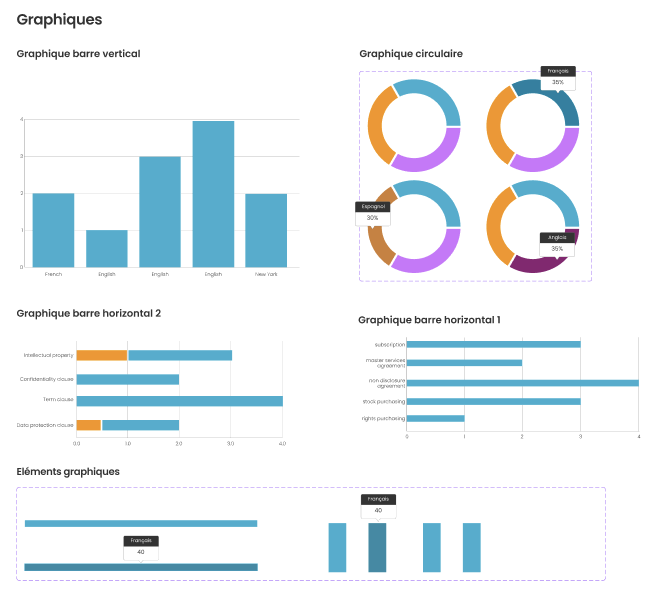 Graphiques
Graphique barre vertical
4
3
2
1
0
French
English
English
English
New York
Graphique circulaire
Français
35%
Espagnol
30%
Anglais
35%
Graphique barre horizontal 2
Intellectual property
Confidentiality clause
Term clause
Data protection clause
0.0
1.0
2.0
3.0
4.0
Graphique barre horizontal 1
subscription
master services
agreement
non disclosure
agreement
stock purchasing
rights purchasing
0
1
2
3
4
Eléments graphiques
Français
40
Français
40